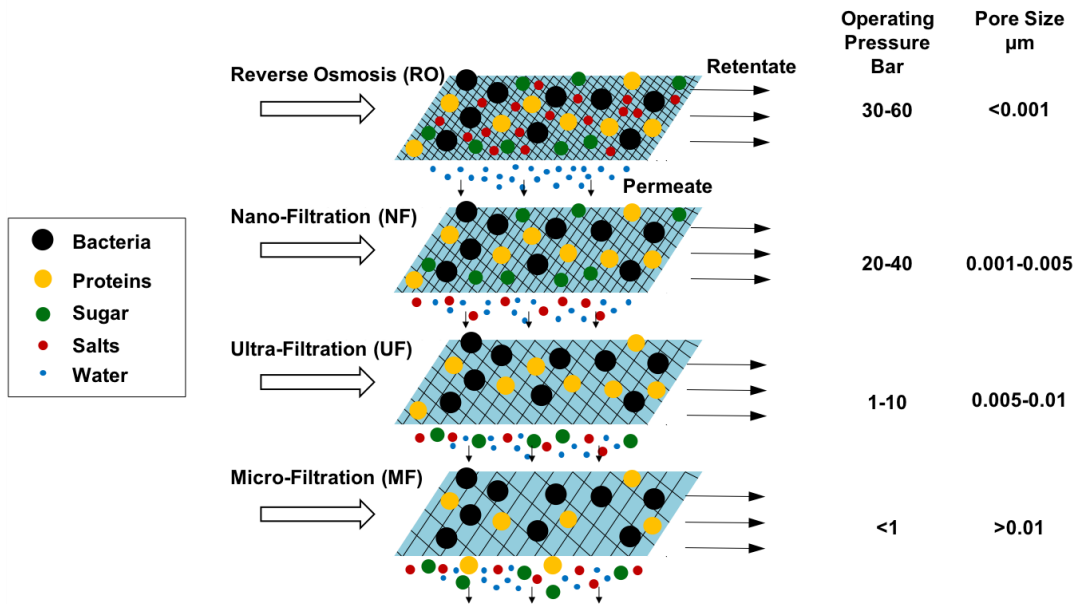 Operating
Pressure
Bar
Pore Size
µm
Reverse Osmosis (RO)
Retentate
30-60
<0.001
Permeate
Nano-Filtration (NF)
20-40
0.001-0.005
Bacteria
Proteins
Sugar
Salts
Water
Ultra-Filtration (UF)
1-10
0.005-0.01
Micro-Filtration (MF)
<1
>0.01